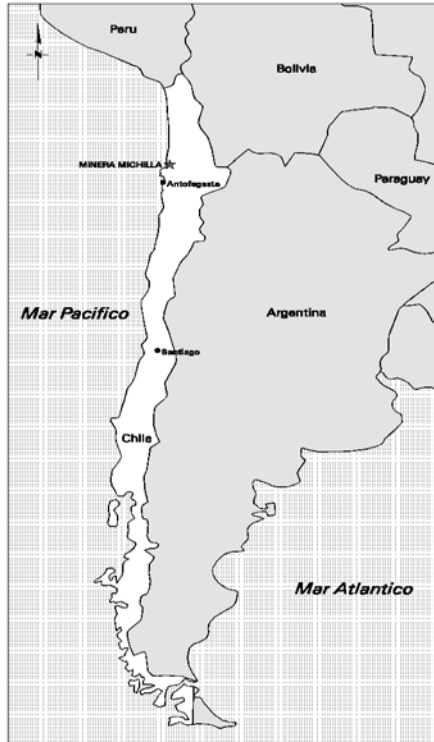 Peru
N
Bolivia
MINERA MICHILLA
Antofagasta
Paraguay
Mar Pacifico
Argentina
Santiago
Chile
Mar Atlantico